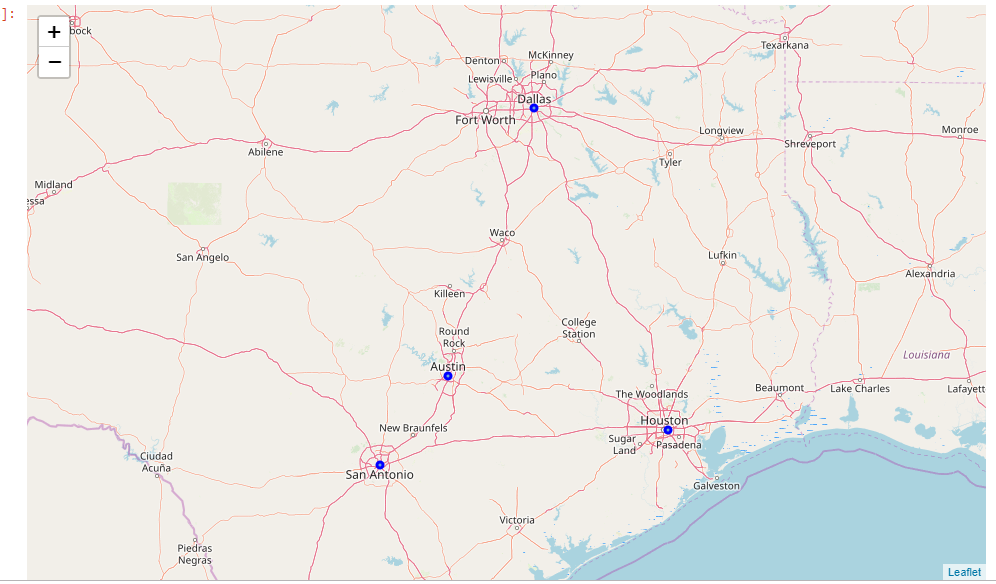 ]:
+
bock
−
Texarkana
McKinney
Denton
Lewisville
Plano
Dallas
Fort Worth
Longview
Monroe
Shreveport
Abilene
Tyler
Midland
essa
Waco
San Angelo
Lufkin
Alexandria
Killeen
College
Station
Round
Rock
Louisiana
Austin
The Woodlands
Beaumont
Lake Charles
Lafayett
Houston
New Braunfels
Sugar
Land
Pasadena
Ciudad
Acuña
San Antonio
Galveston
Victoria
Piedras
Negras
Leaflet